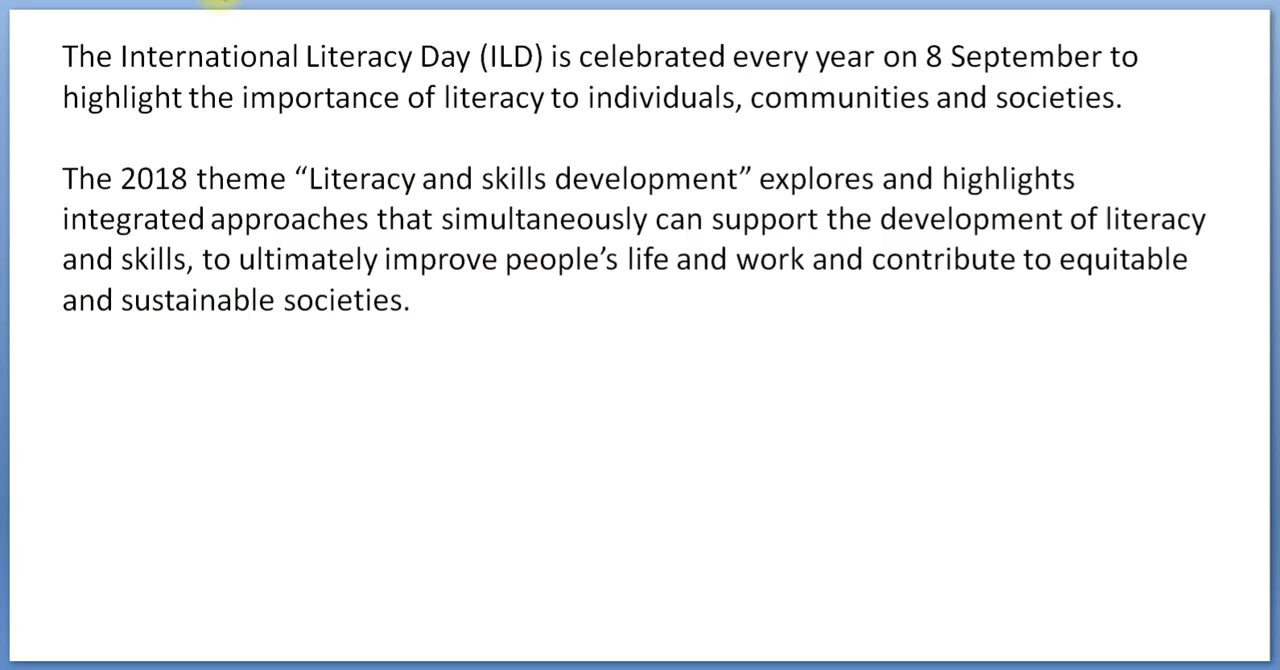 The International Literacy Day (ILD) is celebrated every year on 8 September to
highlight the importance of literacy to individuals, communities and societies.
The 2018 theme “Literacy and skills development” explores and highlights
integrated approaches that simultaneously can support the development of literacy
and skills, to ultimately improve people’s life and work and contribute to equitable
and sustainable societies.